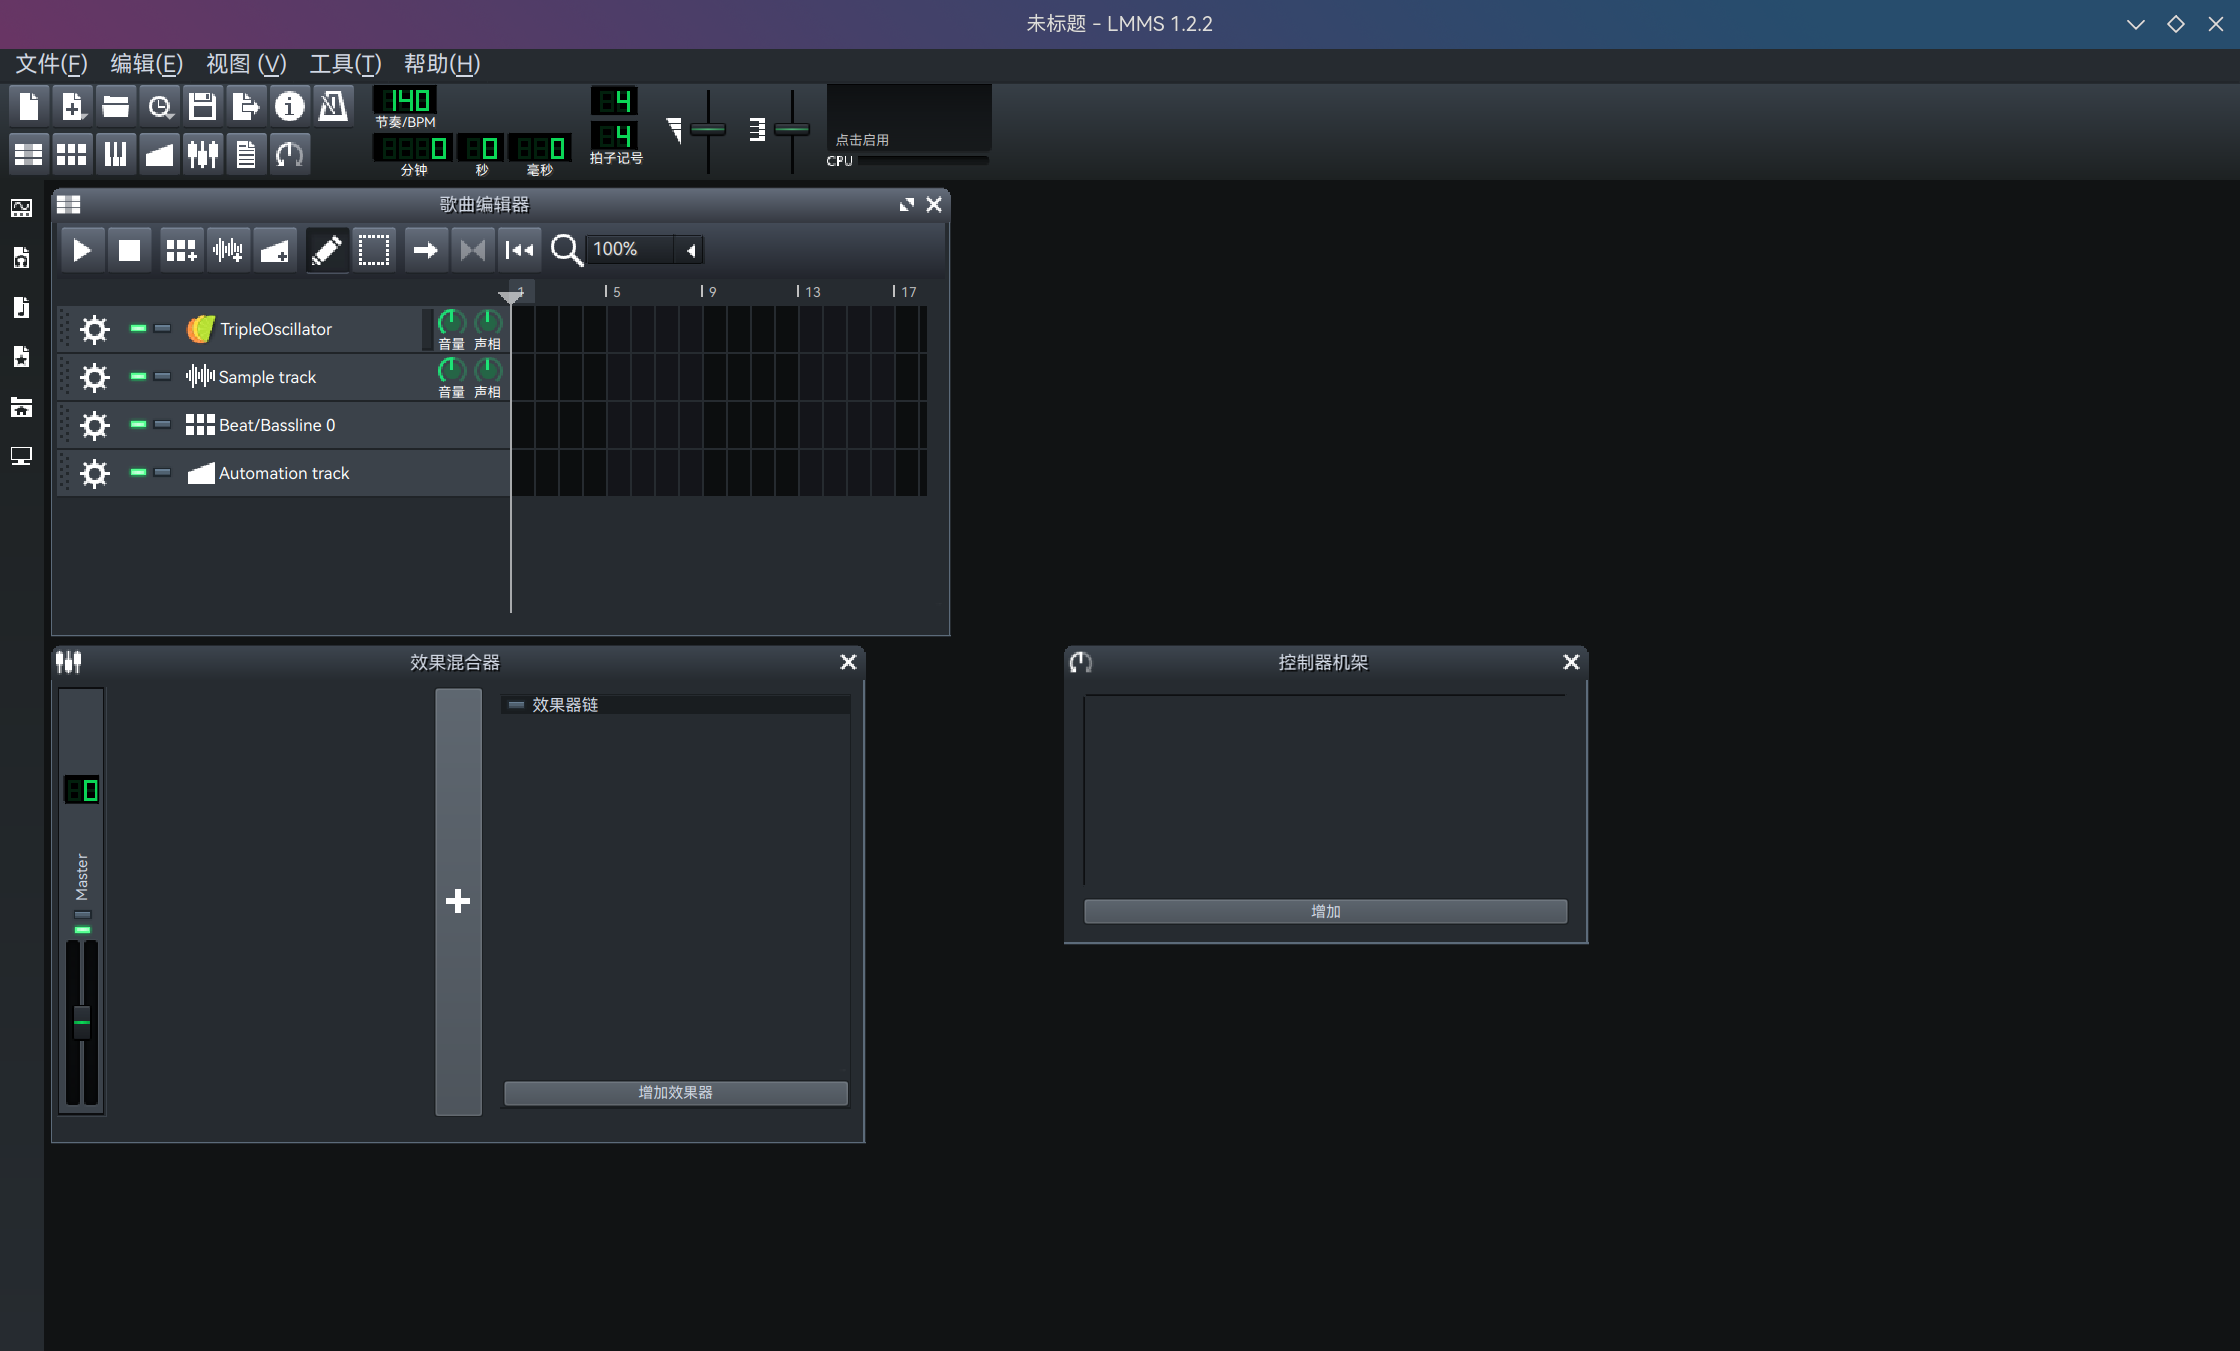 未标题 - LMMS 1.2.2
文件(F) 编辑(E) 视图 (V) 工具(T) 帮助(H)
140
节奏/BPM
0 0 0
分钟 秒 毫秒
4
4
拍子记号
点击启用
CPU
歌曲编辑器
100%
1 5 9 13 17
TripleOscillator
音量 声相
Sample track
音量 声相
Beat/Bassline 0
Automation track
效果混合器
0
Master
效果器链
增加效果器
控制器机架
增加